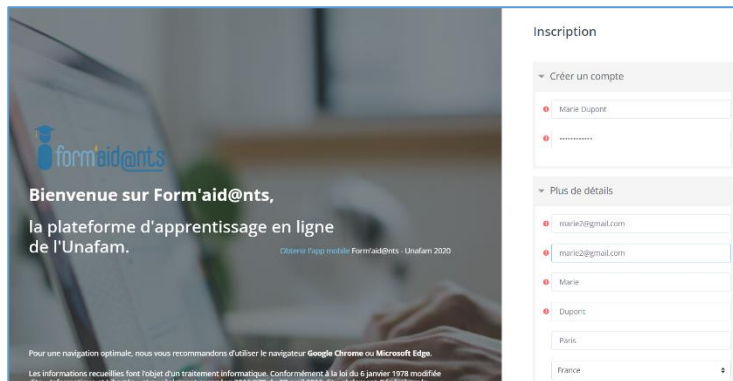 form'aid@nts
Bienvenue sur Form'aid@nts,
la plateforme d'apprentissage en ligne
de l'Unafam.
Obtenir l'app mobile Form'aid@nts - Unafam 2020
Pour une navigation optimale, nous vous recommandons d'utiliser le navigateur Google Chrome ou Microsoft Edge.
Les informations recueillies font l'objet d'un traitement informatique. Conformément à la loi du 6 janvier 1978 modifiée
Inscription
Créer un compte
Marie Dupont
••••••••••••
Plus de détails
marie2@gmail.com
marie2@gmail.com
Marie
Dupont
Paris
France